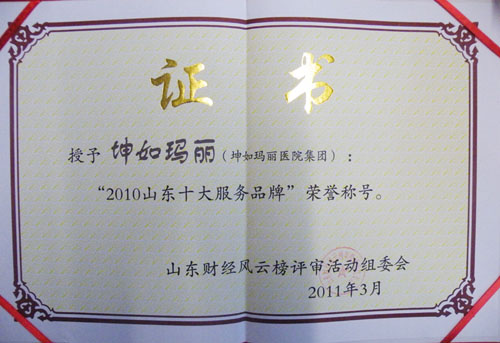 证书
授予 坤如玛丽（坤如玛丽医院集团）：
“2010山东十大服务品牌”荣誉称号。
山东财经风云榜评审活动组委会
2011年3月